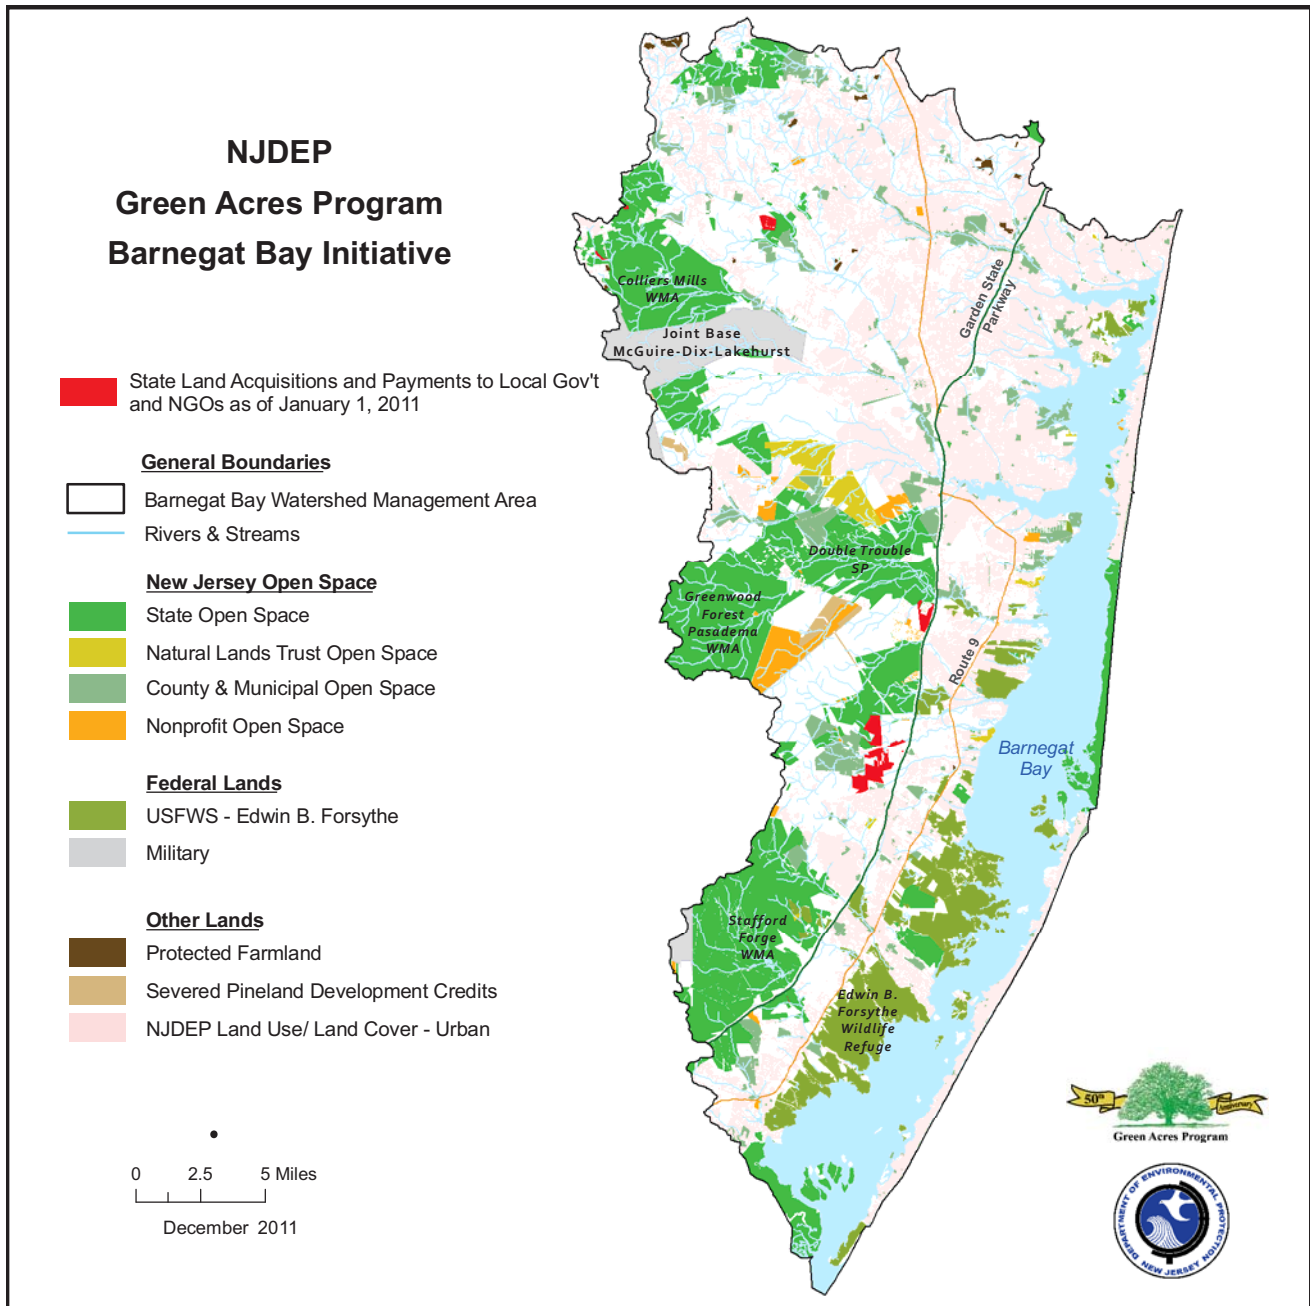 NJDEP
Green Acres Program
Barnegat Bay Initiative
State Land Acquisitions and Payments to Local Gov't
and NGOs as of January 1, 2011
General Boundaries
Barnegat Bay Watershed Management Area
Rivers & Streams
New Jersey Open Space
State Open Space
Natural Lands Trust Open Space
County & Municipal Open Space
Nonprofit Open Space
Federal Lands
USFWS - Edwin B. Forsythe
Military
Other Lands
Protected Farmland
Severed Pineland Development Credits
NJDEP Land Use/ Land Cover - Urban
0 2.5 5 Miles
December 2011
Colliers Mills
WMA
Joint Base
McGuire-Dix-Lakehurst
Garden State
Parkway
Double Trouble
SP
Greenwood
Forest
Pasadema
WMA
Route 9
Barnegat
Bay
Stafford
Forge
WMA
Edwin B.
Forsythe
Wildlife
Refuge
50th Anniversary
Green Acres Program
DEPARTMENT OF ENVIRONMENTAL PROTECTION
NEW JERSEY